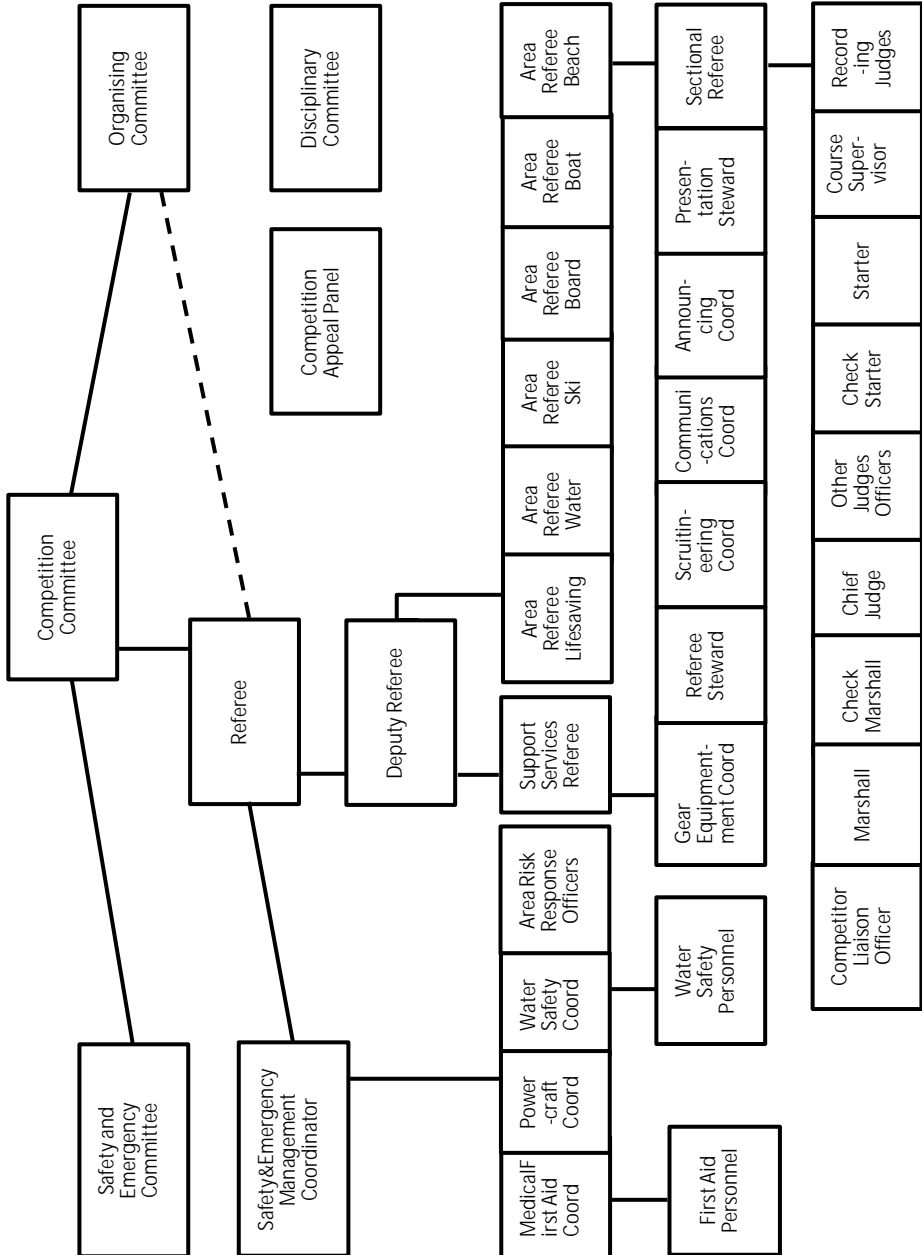 Competition
Committee
Organising
Committee
Safety and
Emergency
Committee
Referee
Safety&Emergency
Management
Coordinator
Competition
Appeal Panel
Disciplinary
Committee
Deputy Referee
MedicalF
irst Aid
Coord
Power
-craft
Coord
Water
Safety
Coord
Area Risk
Response
Officers
Support
Services
Referee
Area
Referee
Lifesaving
Area
Referee
Water
Area
Referee
Ski
Area
Referee
Board
Area
Referee
Boat
Area
Referee
Beach
First Aid
Personnel
Water
Safety
Personnel
Gear
Equipment-
ment Coord
Referee
Steward
Scruitin-
eering
Coord
Communi
-cations
Coord
Announ-
cing
Coord
Presen-
tation
Steward
Sectional
Referee
Competitor
Liaison
Officer
Marshall
Check
Marshall
Chief
Judge
Other
Judges
Officers
Check
Starter
Starter
Course
Super-
visor
Record
-ing
Judges